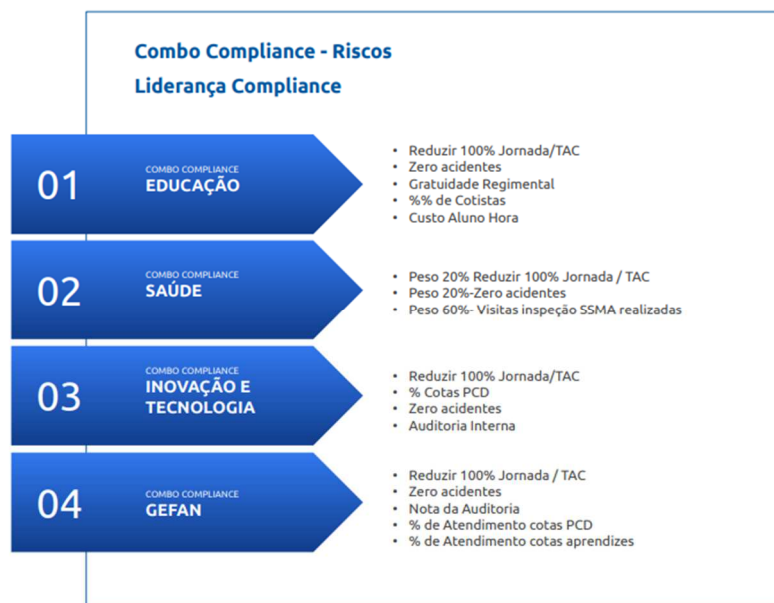 Combo Compliance - Riscos
Liderança Compliance
01
COMBO COMPLIANCE
EDUCAÇÃO
• Reduzir 100% Jornada/TAC
• Zero acidentes
• Gratuidade Regimental
• %% de Cotistas
• Custo Aluno Hora
02
COMBO COMPLIANCE
SAÚDE
• Peso 20% Reduzir 100% Jornada / TAC
• Peso 20%-Zero acidentes
• Peso 60%- Visitas inspeção SSMA realizadas
03
COMBO COMPLIANCE
INOVAÇÃO E
TECNOLOGIA
• Reduzir 100% Jornada/TAC
• % Cotas PCD
• Zero acidentes
• Auditoria Interna
04
COMBO COMPLIANCE
GEFAN
• Reduzir 100% Jornada / TAC
• Zero acidentes
• Nota da Auditoria
• % de Atendimento cotas PCD
• % de Atendimento cotas aprendizes